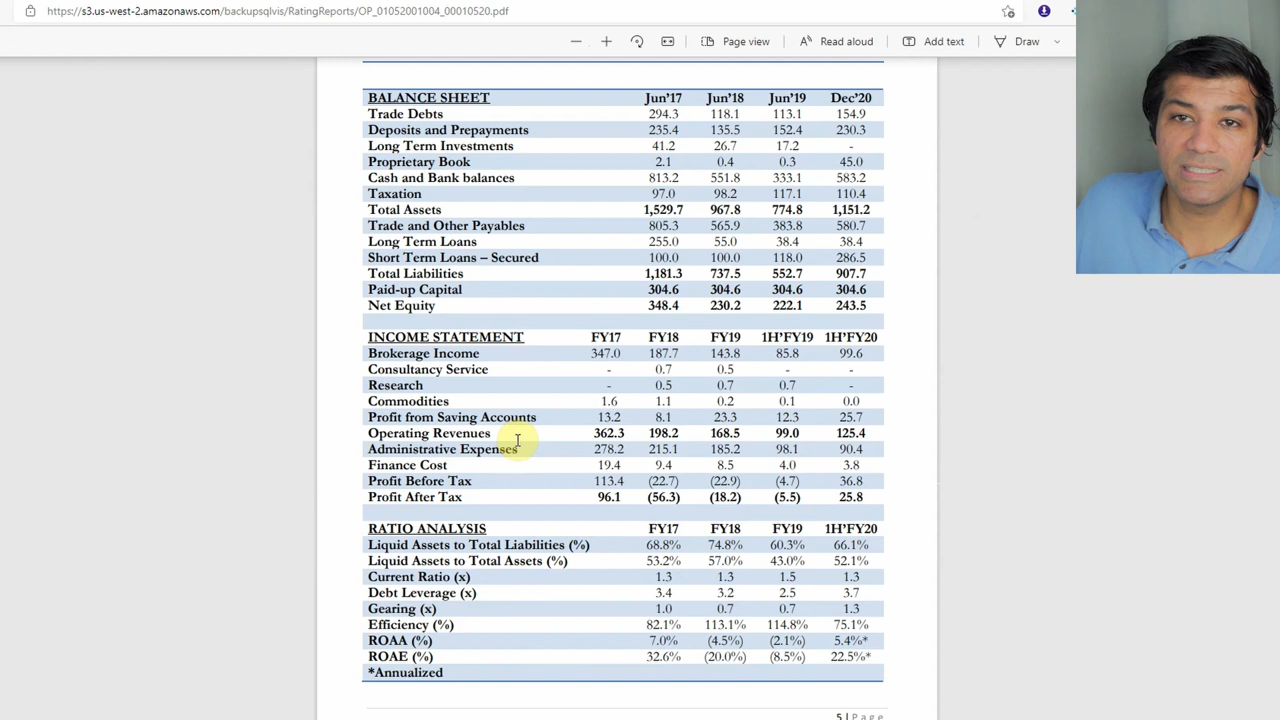 https://s3.us-west-2.amazonaws.com/backupsqlvis/RatingReports/OP_01052001004_00010520.pdf
Page view Read aloud Add text Draw
BALANCE SHEET Jun'17 Jun'18 Jun'19 Dec'20
Trade Debts 294.3 118.1 113.1 154.9
Deposits and Prepayments 235.4 135.5 152.4 230.3
Long Term Investments 41.2 26.7 17.2 -
Proprietary Book 2.1 0.4 0.3 45.0
Cash and Bank balances 813.2 551.8 333.1 583.2
Taxation 97.0 98.2 117.1 110.4
Total Assets 1,529.7 967.8 774.8 1,151.2
Trade and Other Payables 805.3 565.9 383.8 580.7
Long Term Loans 255.0 55.0 38.4 38.4
Short Term Loans – Secured 100.0 100.0 118.0 286.5
Total Liabilities 1,181.3 737.5 552.7 907.7
Paid-up Capital 304.6 304.6 304.6 304.6
Net Equity 348.4 230.2 222.1 243.5
INCOME STATEMENT FY17 FY18 FY19 1H'FY19 1H'FY20
Brokerage Income 347.0 187.7 143.8 85.8 99.6
Consultancy Service - 0.7 0.5 - -
Research - 0.5 0.7 0.7 -
Commodities 1.6 1.1 0.2 0.1 0.0
Profit from Saving Accounts 13.2 8.1 23.3 12.3 25.7
Operating Revenues 362.3 198.2 168.5 99.0 125.4
Administrative Expenses 278.2 215.1 185.2 98.1 90.4
Finance Cost 19.4 9.4 8.5 4.0 3.8
Profit Before Tax 113.4 (22.7) (22.9) (4.7) 36.8
Profit After Tax 96.1 (56.3) (18.2) (5.5) 25.8
RATIO ANALYSIS FY17 FY18 FY19 1H'FY20
Liquid Assets to Total Liabilities (%) 68.8% 74.8% 60.3% 66.1%
Liquid Assets to Total Assets (%) 53.2% 57.0% 43.0% 52.1%
Current Ratio (x) 1.3 1.3 1.5 1.3
Debt Leverage (x) 3.4 3.2 2.5 3.7
Gearing (x) 1.0 0.7 0.7 1.3
Efficiency (%) 82.1% 113.1% 114.8% 75.1%
ROAA (%) 7.0% (4.5%) (2.1%) 5.4%*
ROAE (%) 32.6% (20.0%) (8.5%) 22.5%*
*Annualized
5 | Page